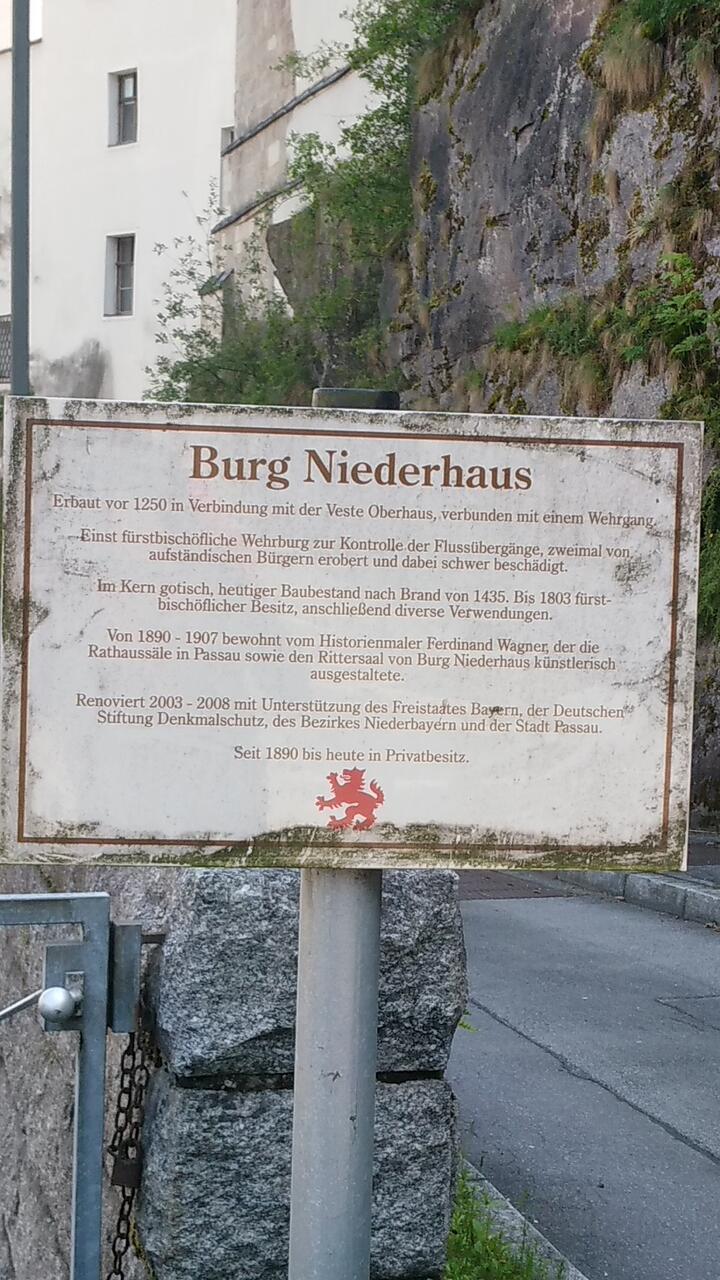 Burg Niederhaus
Erbaut vor 1250 in Verbindung mit der Veste Oberhaus, verbunden mit einem Wehrgang.
Einst fürstbischöfliche Wehrburg zur Kontrolle der Flussübergänge, zweimal von
aufständischen Bürgern erobert und dabei schwer beschädigt.
Im Kern gotisch, heutiger Baubestand nach Brand von 1435. Bis 1803 fürst-
bischöflicher Besitz, anschließend diverse Verwendungen.
Von 1890 - 1907 bewohnt vom Historienmaler Ferdinand Wagner, der die
Rathaussäle in Passau sowie den Rittersaal von Burg Niederhaus künstlerisch
ausgestaltete.
Renoviert 2003 - 2008 mit Unterstützung des Freistaates Bayern, der Deutschen
Stiftung Denkmalschutz, des Bezirkes Niederbayern und der Stadt Passau.
Seit 1890 bis heute in Privatbesitz.